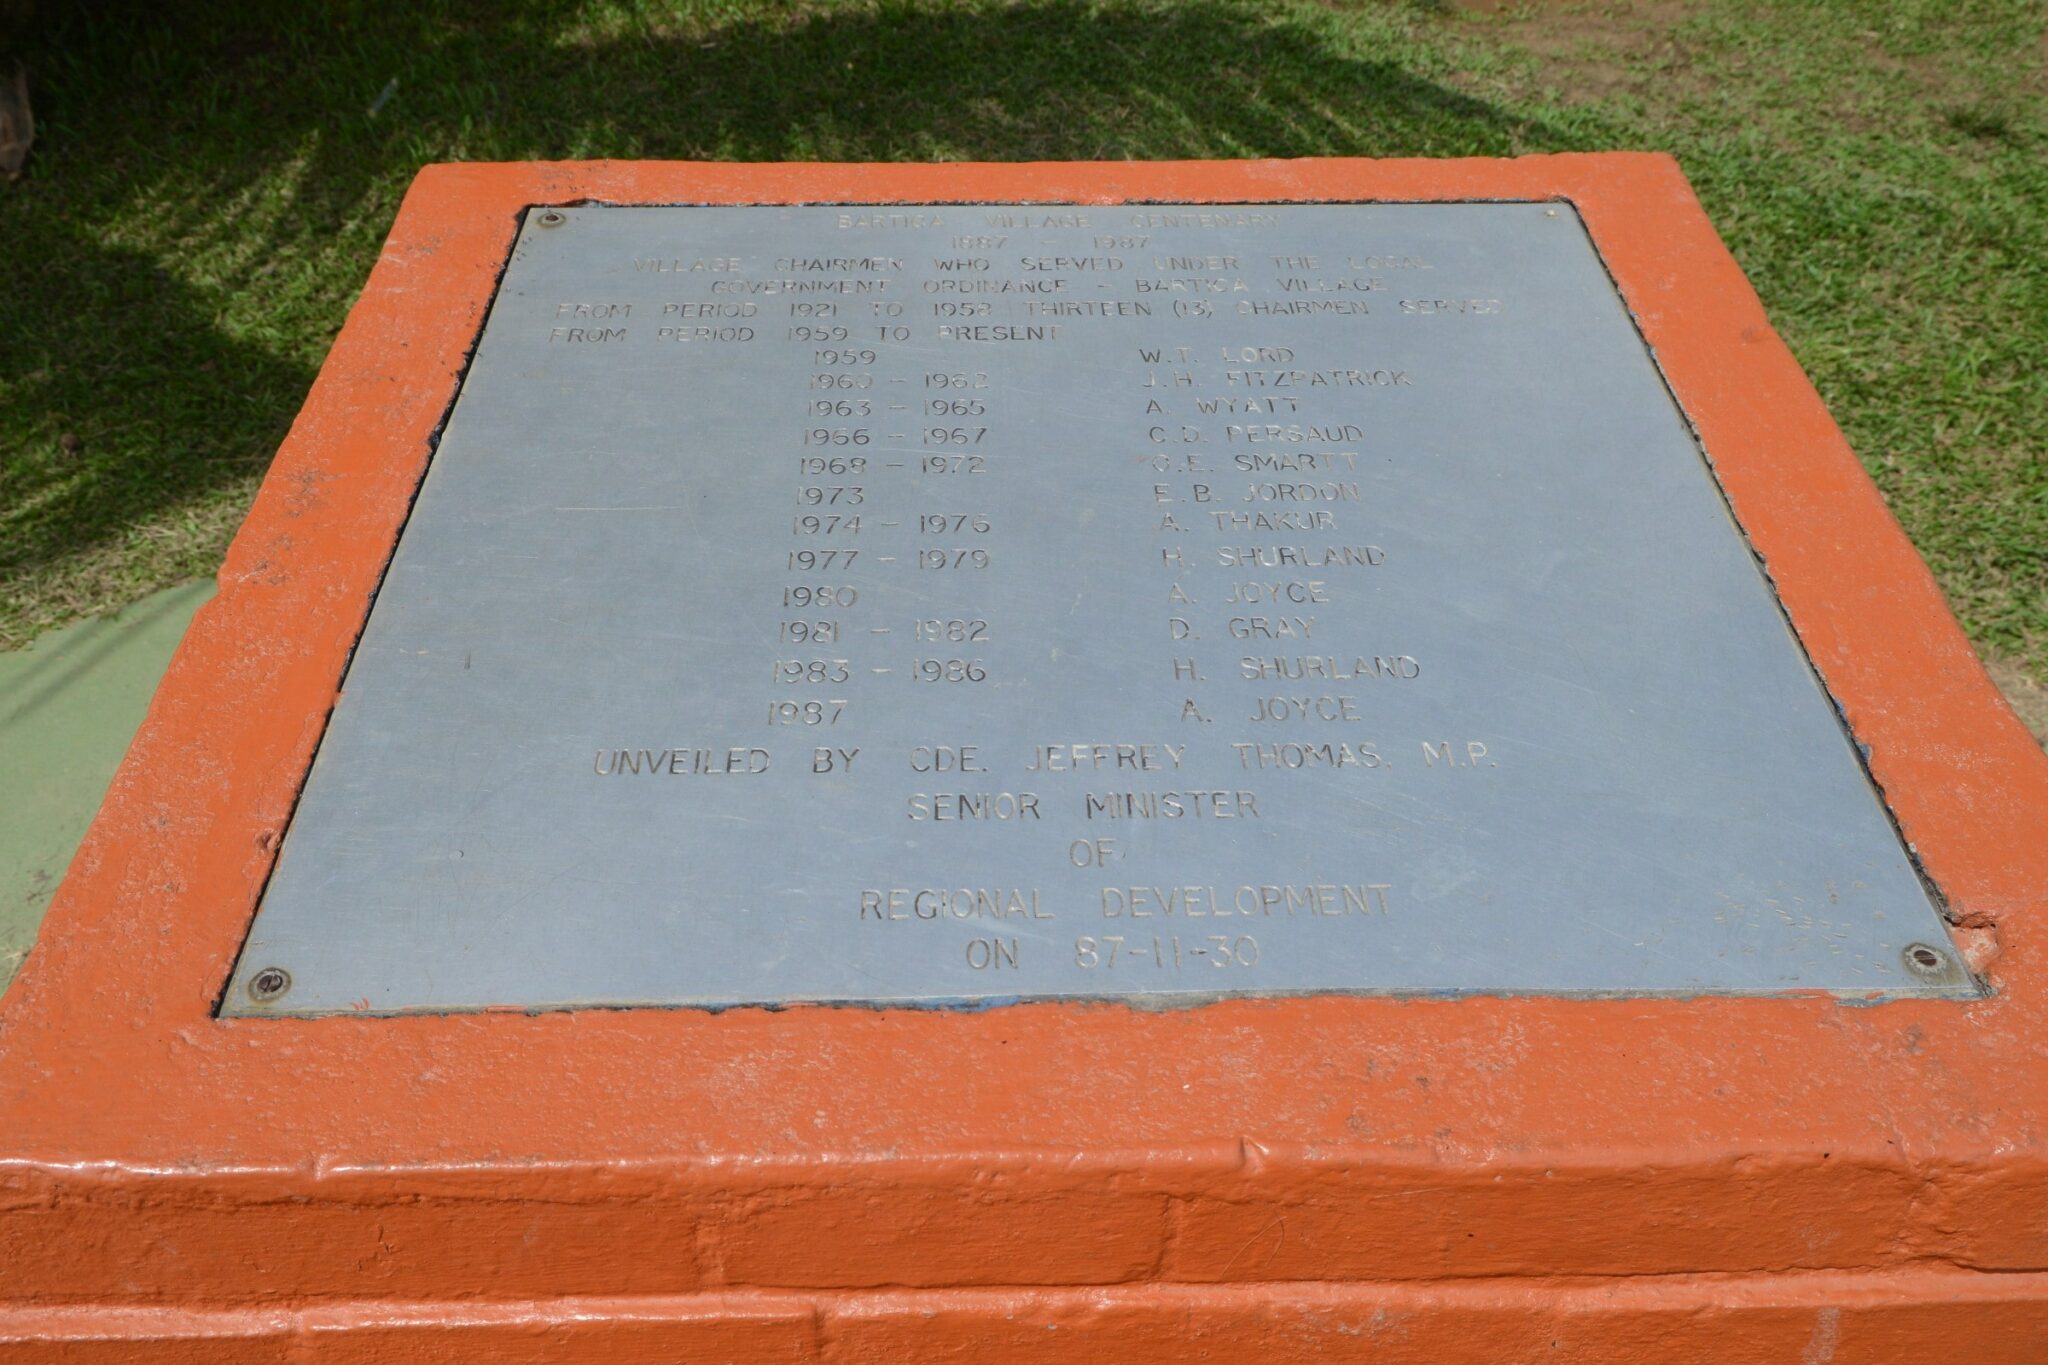 BARTICA VILLAGE CENTENARY
1887 - 1987
VILLAGE CHAIRMEN WHO SERVED UNDER THE LOCAL
GOVERNMENT ORDINANCE - BARTICA VILLAGE
FROM PERIOD 1921 TO 1958 THIRTEEN (13) CHAIRMEN SERVED
FROM PERIOD 1959 TO PRESENT
1959 W.T. LORD
1960 - 1962 J.H. FITZPATRICK
1963 - 1965 A. WYATT
1966 - 1967 C.D. PERSAUD
1968 - 1972 O.E. SMARTT
1973 E.B. JORDON
1974 - 1976 A. THAKUR
1977 - 1979 H. SHURLAND
1980 A. JOYCE
1981 - 1982 D. GRAY
1983 - 1986 H. SHURLAND
1987 A. JOYCE
UNVEILED BY CDE. JEFFREY THOMAS, M.P.
SENIOR MINISTER
OF
REGIONAL DEVELOPMENT
ON 87-11-30